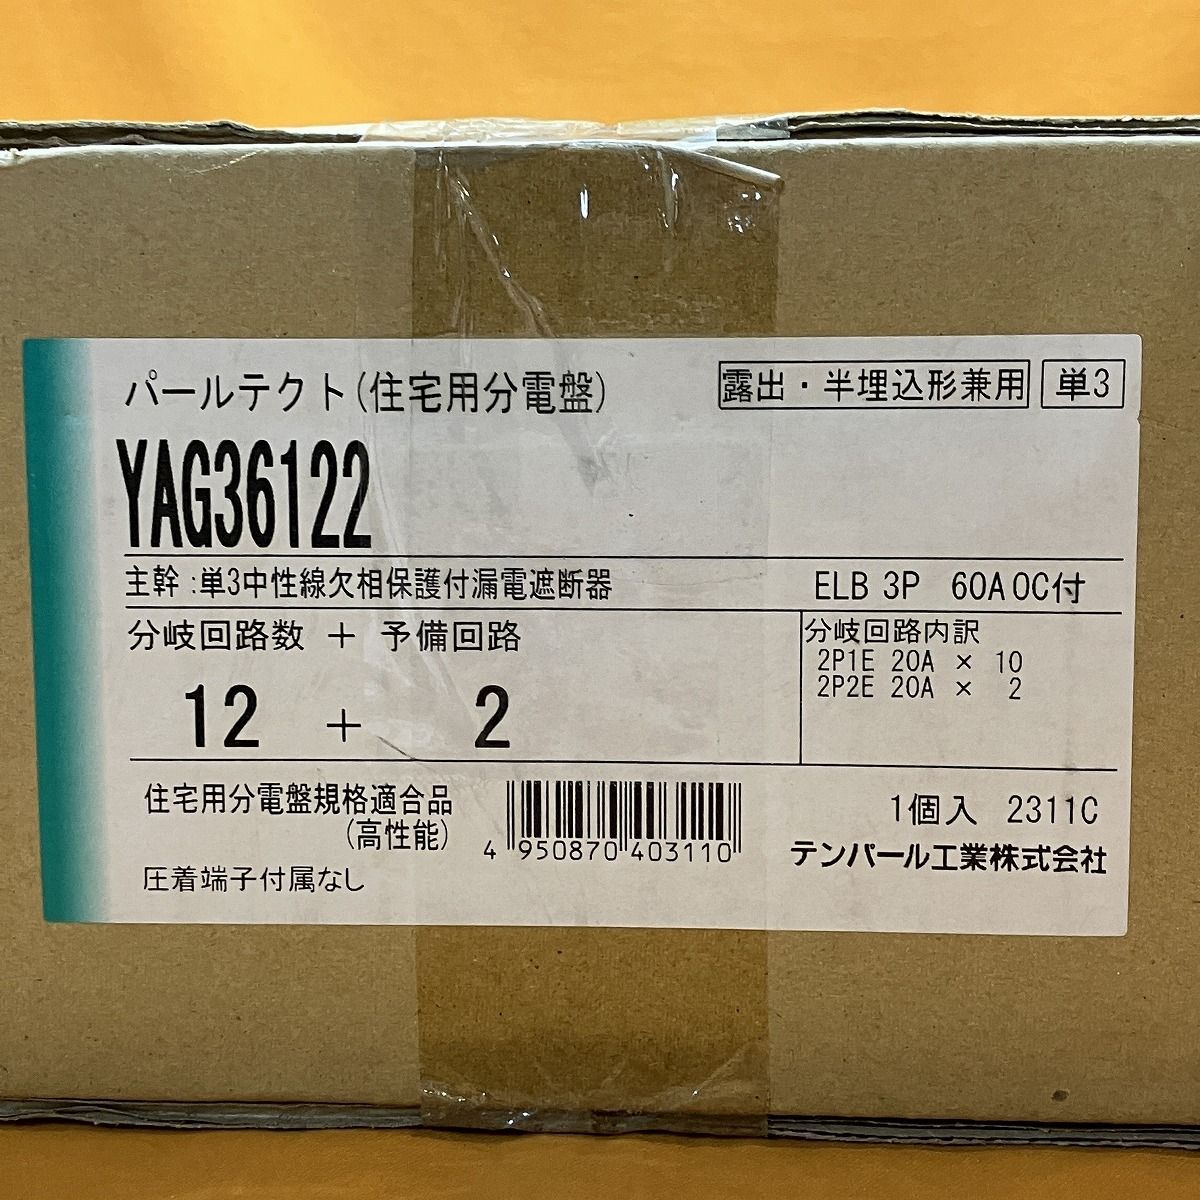 パールテクト(住宅用分電盤)
露出・半埋込形兼用 単3
YAG36122
主幹:単3中性線欠相保護付漏電遮断器 ELB 3P 60A OC付
分岐回路数 + 予備回路
12 + 2
分岐回路内訳
2P1E 20A × 10
2P2E 20A × 2
住宅用分電盤規格適合品
(高性能)
圧着端子付属なし
4 950870 403110
1個入 2311C
テンパール工業株式会社